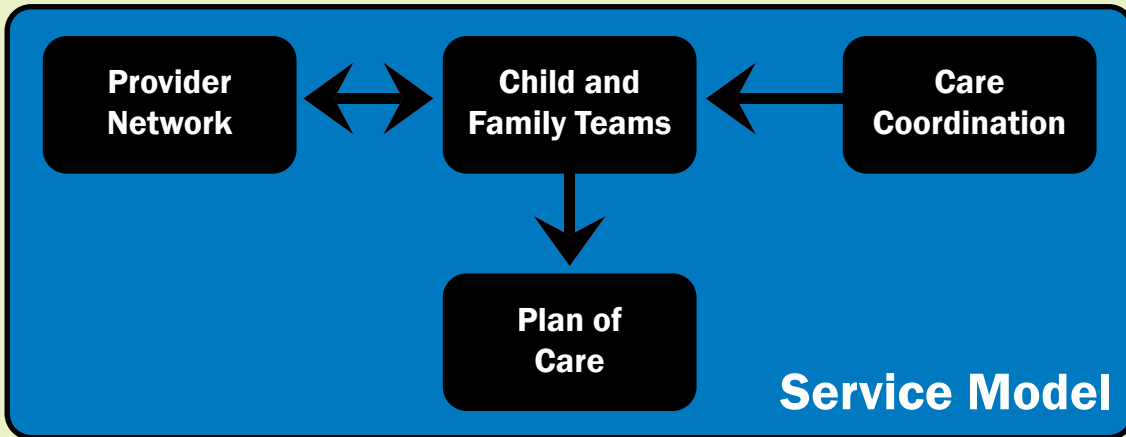 Provider
Network
Child and
Family Teams
Care
Coordination
Plan of
Care
Service Model